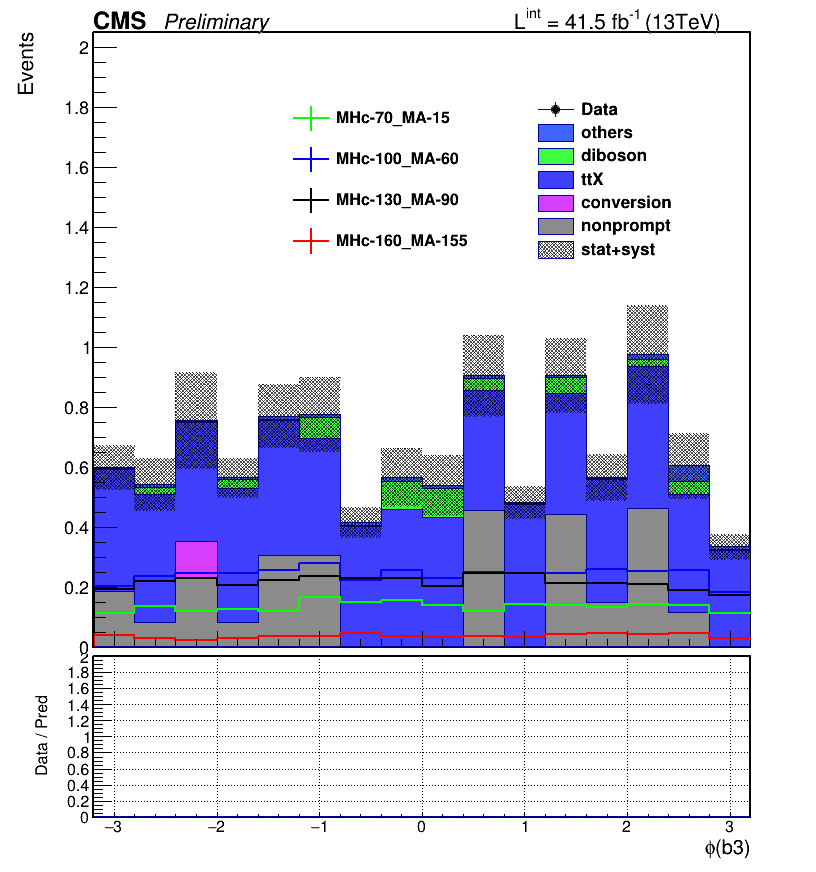 CMS Preliminary L^int = 41.5 fb^-1 (13TeV)
Events
2
1.8
1.6
1.4
1.2
1
0.8
0.6
0.4
0.2
0
MHc-70_MA-15
MHc-100_MA-60
MHc-130_MA-90
MHc-160_MA-155
Data
others
diboson
ttX
conversion
nonprompt
stat+syst
Data / Pred
2
1.8
1.6
1.4
1.2
1
0.8
0.6
0.4
0.2
0
−3 −2 −1 0 1 2 3
ϕ(b3)